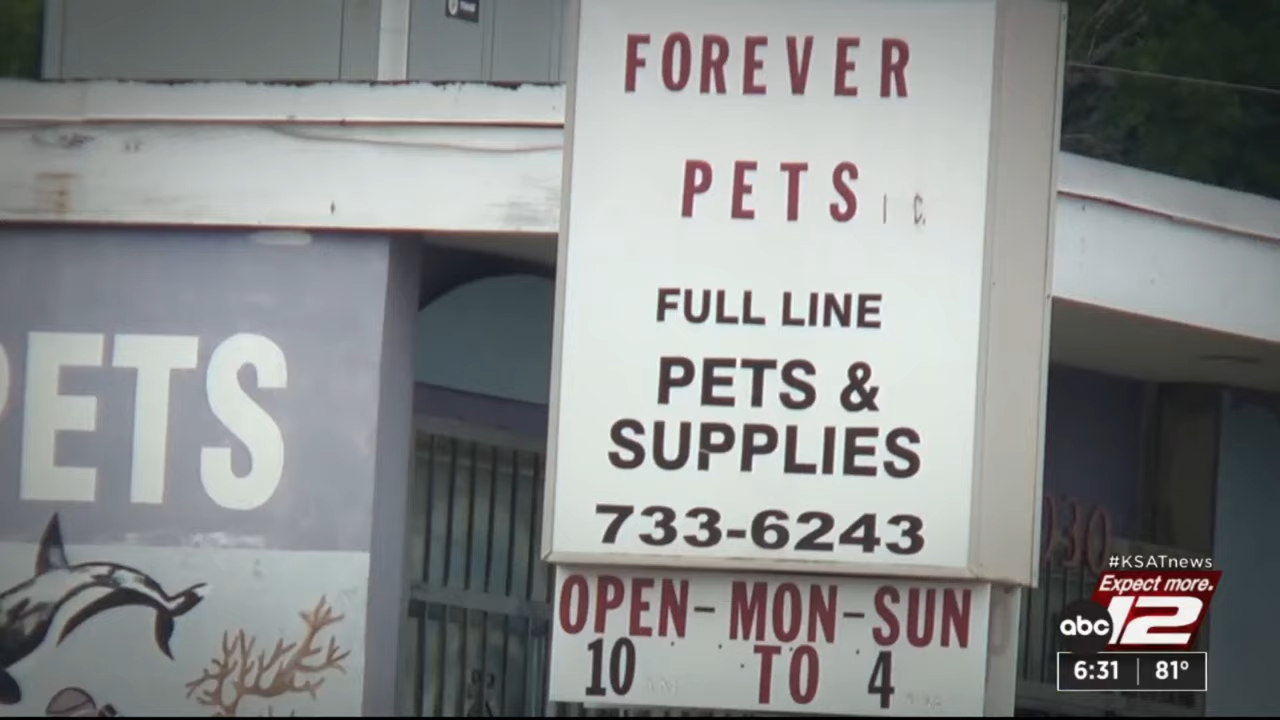 FOREVER
PETS
FULL LINE
PETS &
SUPPLIES
733-6243
OPEN-MON-SUN
10 TO 4
PETS
#KSATnews
Expect more.
abc 12
6:31 81°